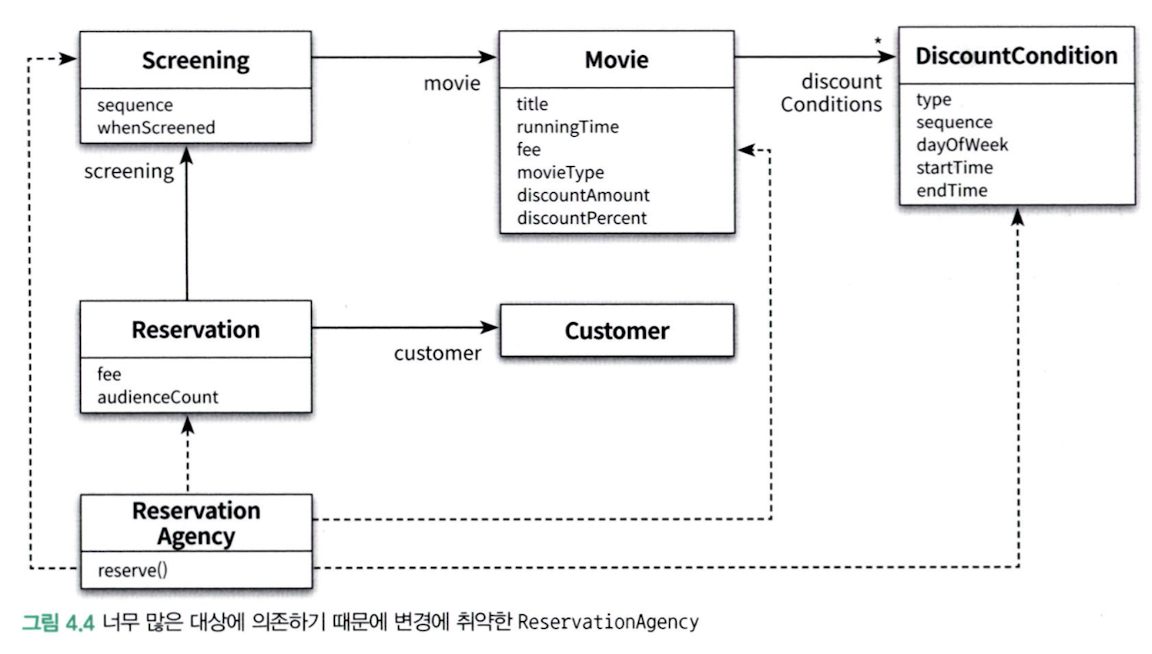 Screening
sequence
whenScreened
movie
Movie
title
runningTime
fee
movieType
discountAmount
discountPercent
*
discount
Conditions
DiscountCondition
type
sequence
dayOfWeek
startTime
endTime
screening
Reservation
fee
audienceCount
customer
Customer
Reservation
Agency
reserve()
그림 4.4 너무 많은 대상에 의존하기 때문에 변경에 취약한 ReservationAgency